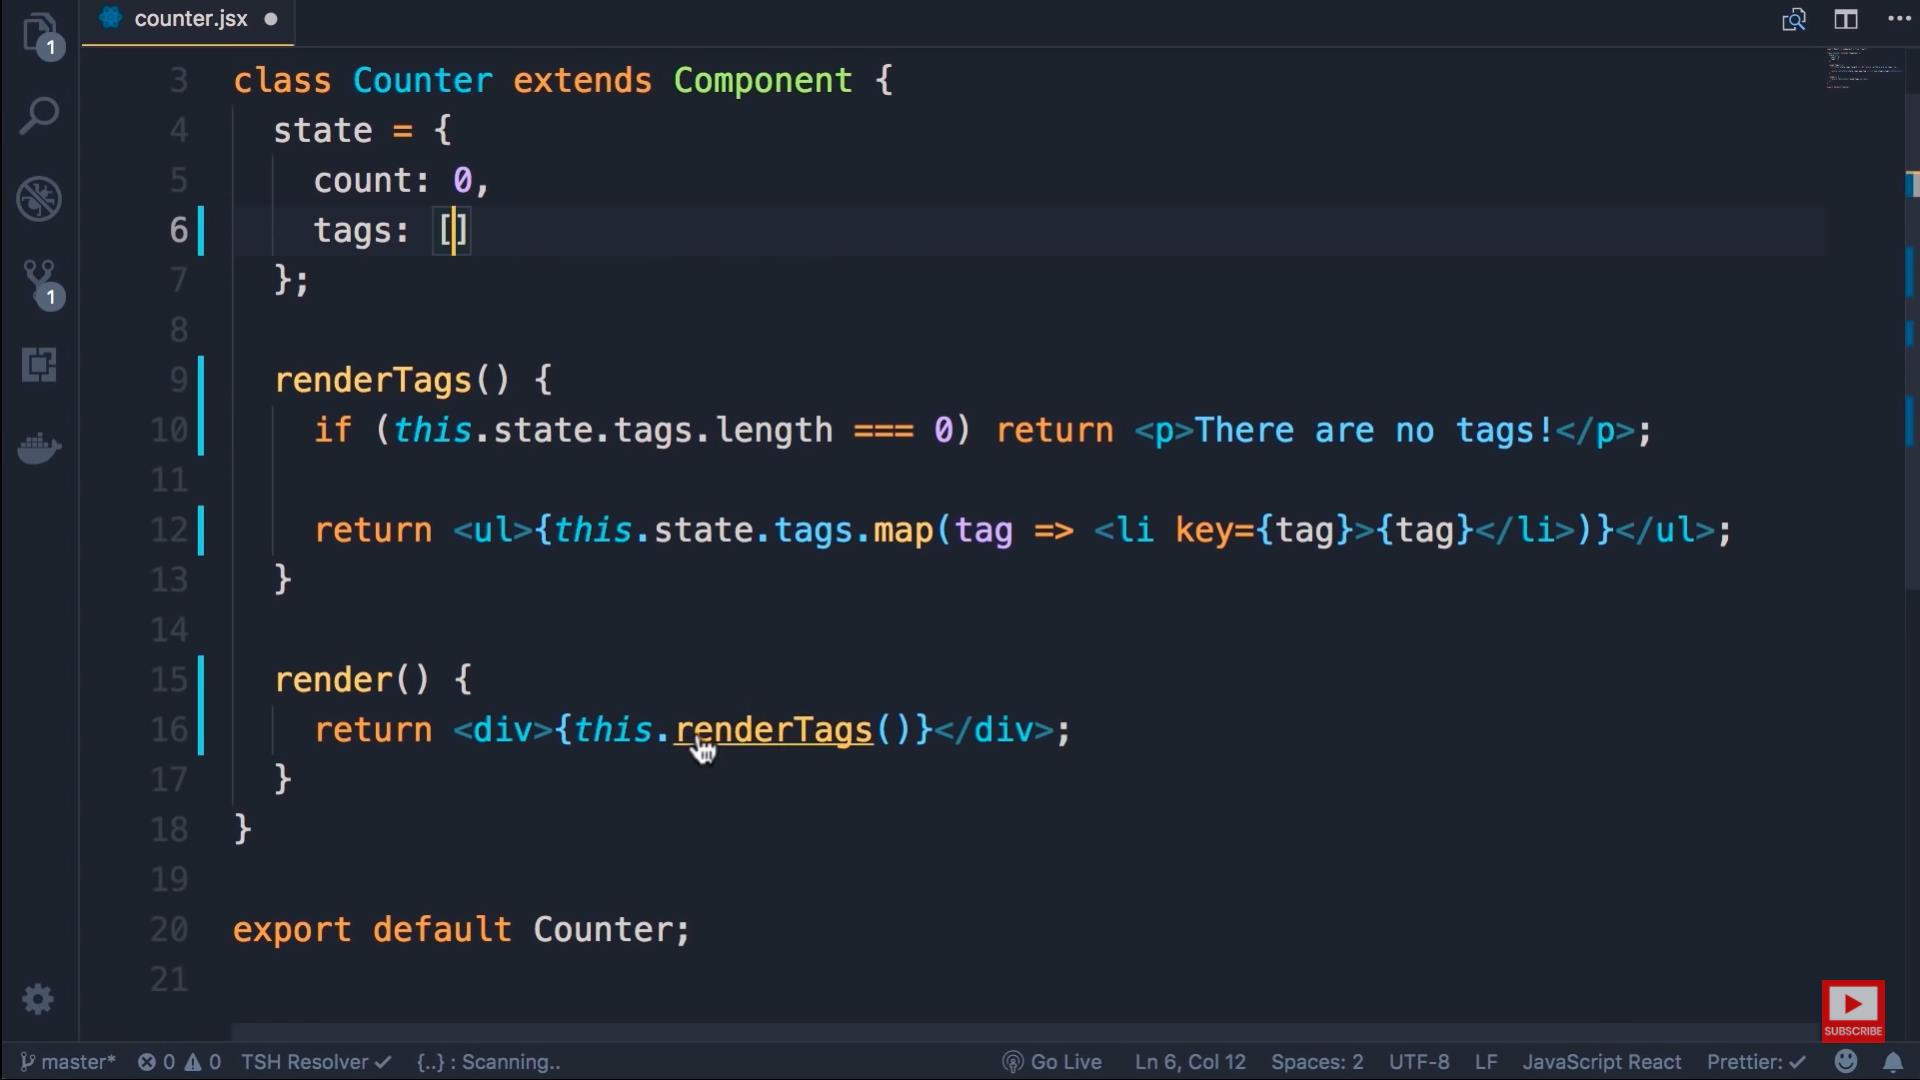 counter.jsx
1
3 class Counter extends Component {
4 state = {
5 count: 0,
6 tags: []
7 };
8
9 renderTags() {
10 if (this.state.tags.length === 0) return <p>There are no tags!</p>;
11
12 return <ul>{this.state.tags.map(tag => <li key={tag}>{tag}</li>)}</ul>;
13 }
14
15 render() {
16 return <div>{this.renderTags()}</div>;
17 }
18 }
19
20 export default Counter;
21
1
SUBSCRIBE
master* 0 0 TSH Resolver ✓ {..} : Scanning.. Go Live Ln 6, Col 12 Spaces: 2 UTF-8 LF JavaScript React Prettier: ✓